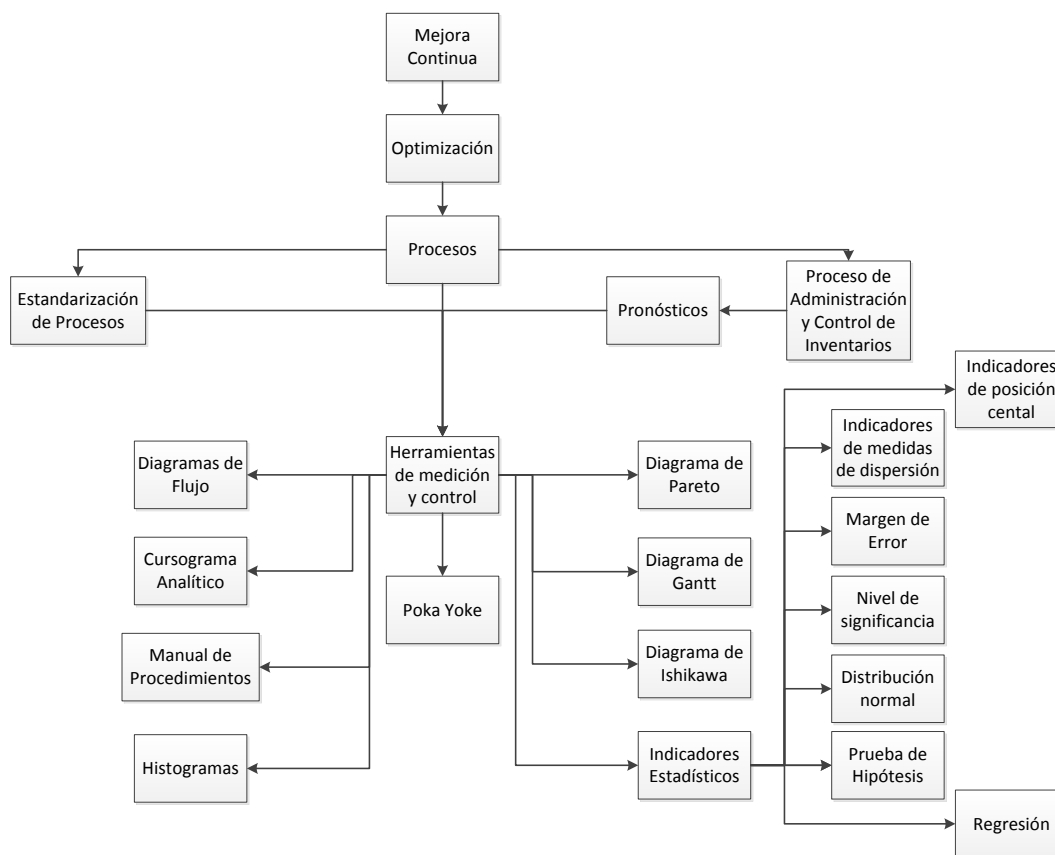 Mejora
Continua
Optimización
Procesos
Estandarización
de Procesos
Pronósticos
Proceso de
Administración
y Control de
Inventarios
Indicadores
de posición
cental
Indicadores
de medidas
de dispersión
Herramientas
de medición
y control
Diagramas de
Flujo
Diagrama de
Pareto
Margen de
Error
Cursograma
Analítico
Diagrama de
Gantt
Poka Yoke
Nivel de
significancia
Manual de
Procedimientos
Diagrama de
Ishikawa
Distribución
normal
Histogramas
Indicadores
Estadísticos
Prueba de
Hipótesis
Regresión